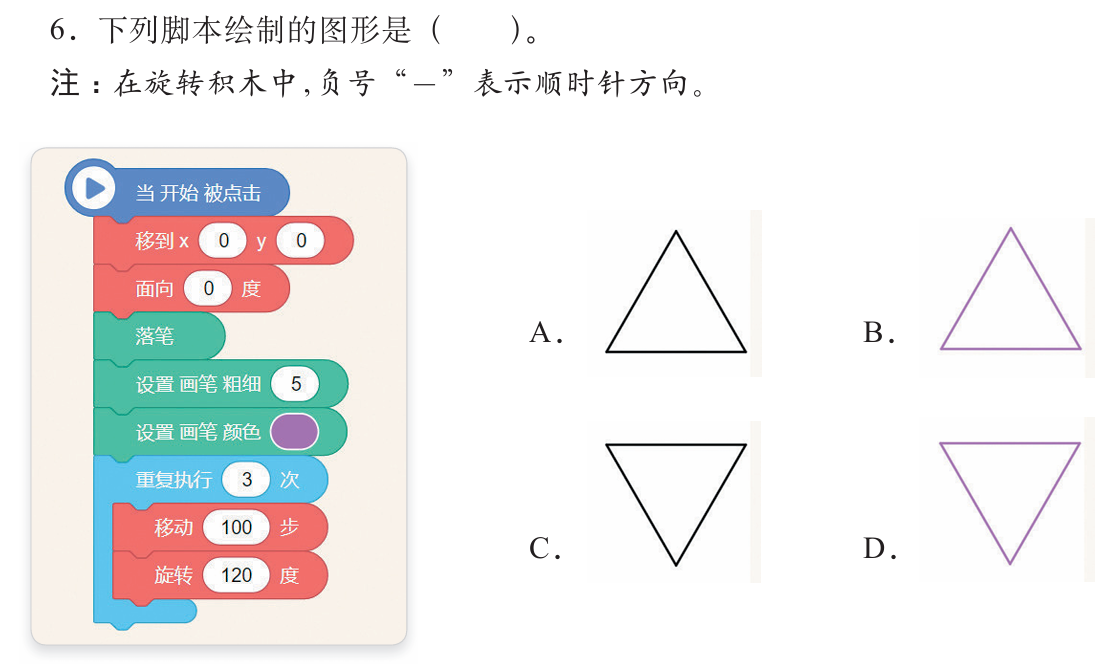 6. 下列脚本绘制的图形是（　　）。
注：在旋转积木中，负号“－”表示顺时针方向。
当 开始 被点击
移到 x 0 y 0
面向 0 度
落笔
设置 画笔 粗细 5
设置 画笔 颜色
重复执行 3 次
移动 100 步
旋转 120 度
A.
B.
C.
D.